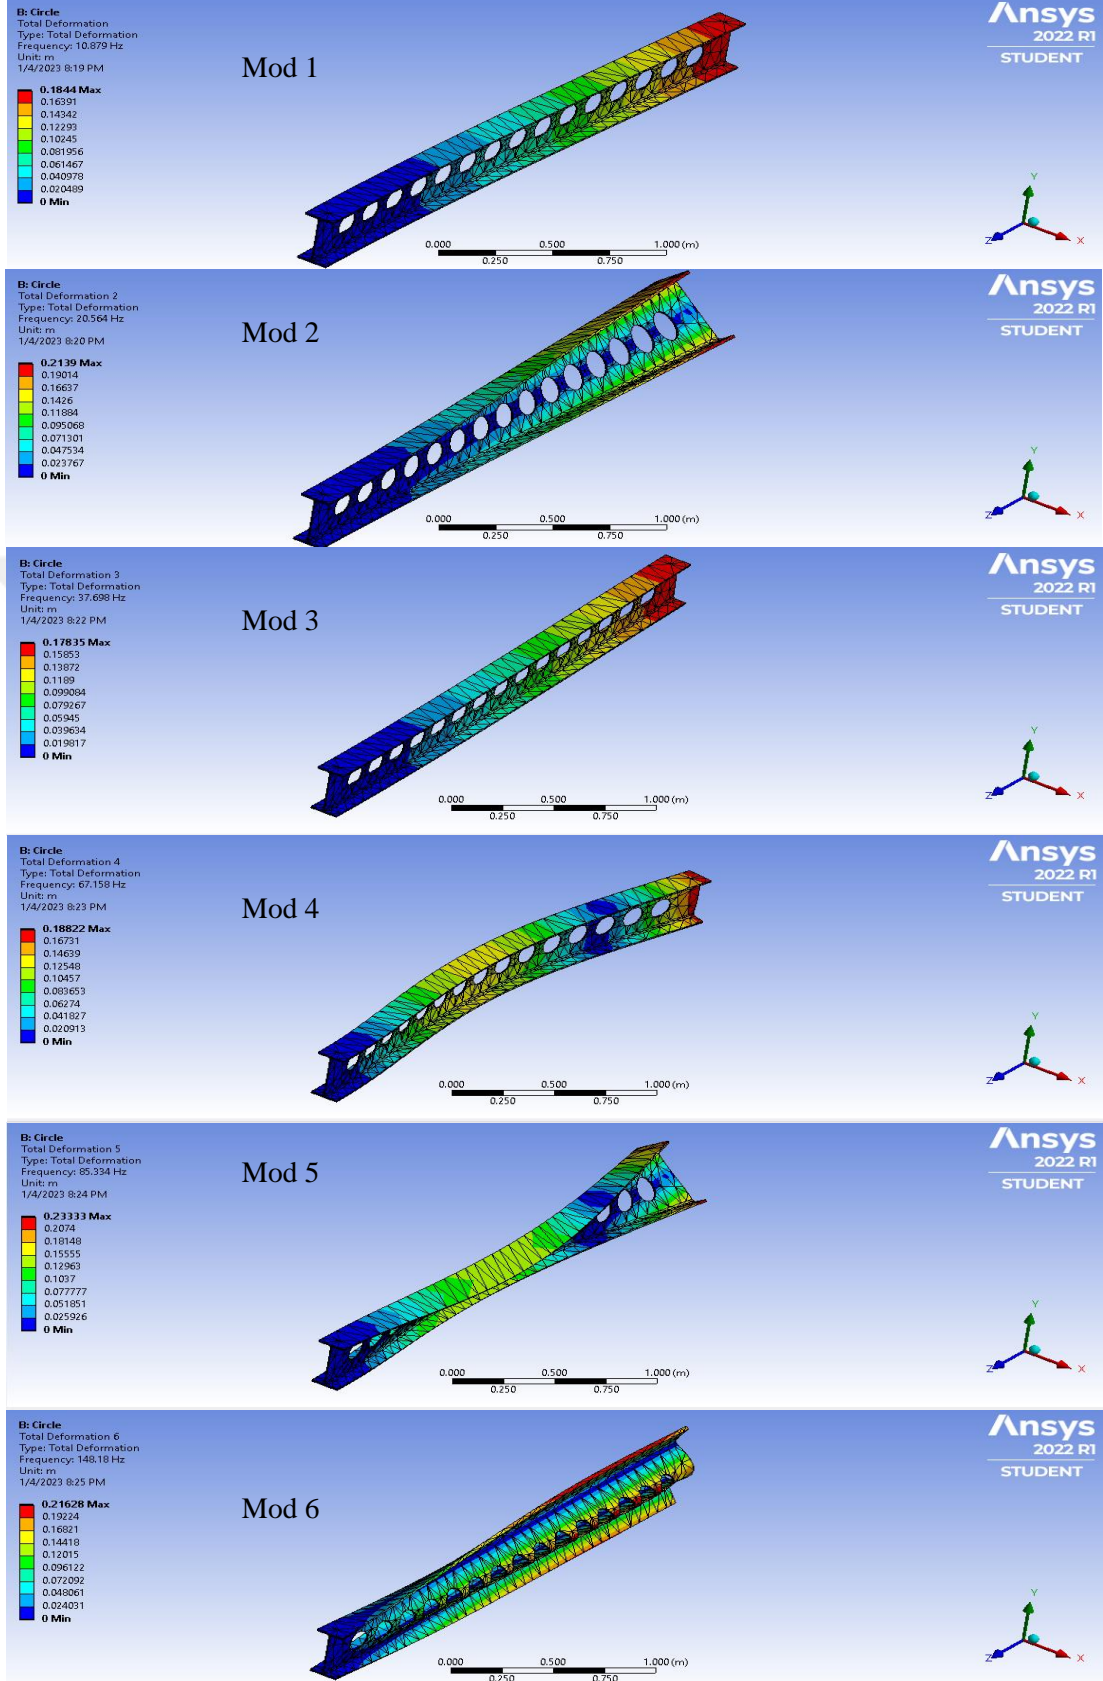 B: Circle
Total Deformation
Type: Total Deformation
Frequency: 10.879 Hz
Unit: m
1/4/2023 8:19 PM
0.1844 Max
0.16391
0.14342
0.12293
0.10245
0.081956
0.061467
0.040978
0.020489
0 Min
Mod 1
Ansys
2022 R1
STUDENT
0.000 0.500 1.000 (m)
0.250 0.750
Y
Z X
B: Circle
Total Deformation 2
Type: Total Deformation
Frequency: 20.564 Hz
Unit: m
1/4/2023 8:20 PM
0.2139 Max
0.19014
0.16637
0.1426
0.11884
0.095068
0.071301
0.047534
0.023767
0 Min
Mod 2
Ansys
2022 R1
STUDENT
0.000 0.500 1.000 (m)
0.250 0.750
Y
Z X
B: Circle
Total Deformation 3
Type: Total Deformation
Frequency: 37.698 Hz
Unit: m
1/4/2023 8:22 PM
0.17835 Max
0.15853
0.13872
0.1189
0.099084
0.079267
0.05945
0.039634
0.019817
0 Min
Mod 3
Ansys
2022 R1
STUDENT
0.000 0.500 1.000 (m)
0.250 0.750
Y
Z X
B: Circle
Total Deformation 4
Type: Total Deformation
Frequency: 67.158 Hz
Unit: m
1/4/2023 8:23 PM
0.18822 Max
0.16731
0.14639
0.12548
0.10457
0.083653
0.06274
0.041827
0.020913
0 Min
Mod 4
Ansys
2022 R1
STUDENT
0.000 0.500 1.000 (m)
0.250 0.750
Y
Z X
B: Circle
Total Deformation 5
Type: Total Deformation
Frequency: 85.334 Hz
Unit: m
1/4/2023 8:24 PM
0.23333 Max
0.2074
0.18148
0.15555
0.12963
0.1037
0.077777
0.051851
0.025926
0 Min
Mod 5
Ansys
2022 R1
STUDENT
0.000 0.500 1.000 (m)
0.250 0.750
Y
Z X
B: Circle
Total Deformation 6
Type: Total Deformation
Frequency: 148.18 Hz
Unit: m
1/4/2023 8:25 PM
0.21628 Max
0.19224
0.16821
0.14418
0.12015
0.096122
0.072092
0.048061
0.024031
0 Min
Mod 6
Ansys
2022 R1
STUDENT
0.000 0.500 1.000 (m)
0.250 0.750
Y
Z X